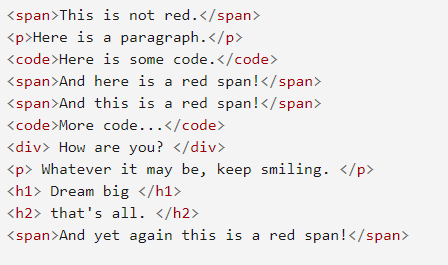 <span>This is not red.</span>
<p>Here is a paragraph.</p>
<code>Here is some code.</code>
<span>And here is a red span!</span>
<span>And this is a red span!</span>
<code>More code...</code>
<div> How are you? </div>
<p> Whatever it may be, keep smiling. </p>
<h1> Dream big </h1>
<h2> that's all. </h2>
<span>And yet again this is a red span!</span>